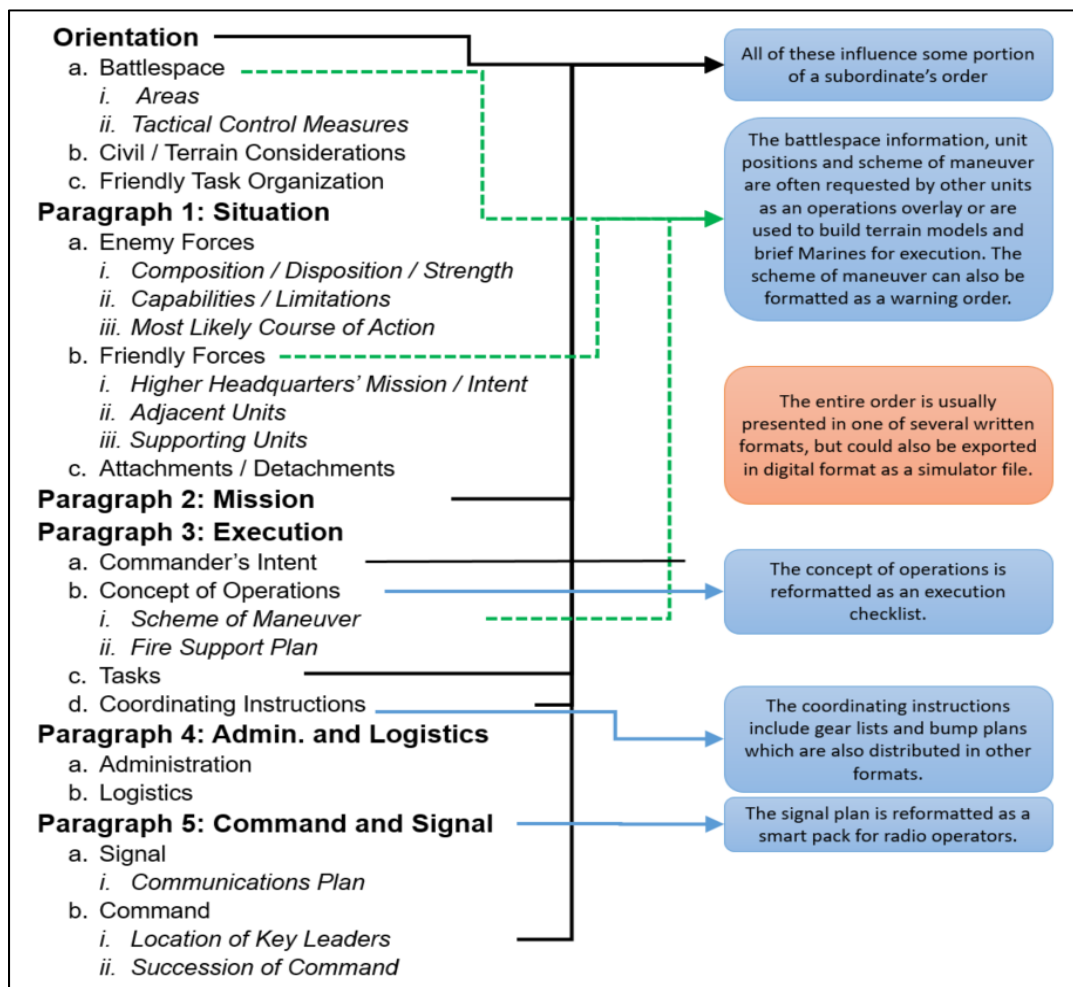 Orientation
a. Battlespace
i. Areas
ii. Tactical Control Measures
b. Civil / Terrain Considerations
c. Friendly Task Organization
Paragraph 1: Situation
a. Enemy Forces
i. Composition / Disposition / Strength
ii. Capabilities / Limitations
iii. Most Likely Course of Action
b. Friendly Forces
i. Higher Headquarters' Mission / Intent
ii. Adjacent Units
iii. Supporting Units
c. Attachments / Detachments
Paragraph 2: Mission
Paragraph 3: Execution
a. Commander's Intent
b. Concept of Operations
i. Scheme of Maneuver
ii. Fire Support Plan
c. Tasks
d. Coordinating Instructions
Paragraph 4: Admin. and Logistics
a. Administration
b. Logistics
Paragraph 5: Command and Signal
a. Signal
i. Communications Plan
b. Command
i. Location of Key Leaders
ii. Succession of Command
All of these influence some portion
of a subordinate's order
The battlespace information, unit
positions and scheme of maneuver
are often requested by other units
as an operations overlay or are
used to build terrain models and
brief Marines for execution. The
scheme of maneuver can also be
formatted as a warning order.
The entire order is usually
presented in one of several written
formats, but could also be exported
in digital format as a simulator file.
The concept of operations is
reformatted as an execution
checklist.
The coordinating instructions
include gear lists and bump plans
which are also distributed in other
formats.
The signal plan is reformatted as a
smart pack for radio operators.